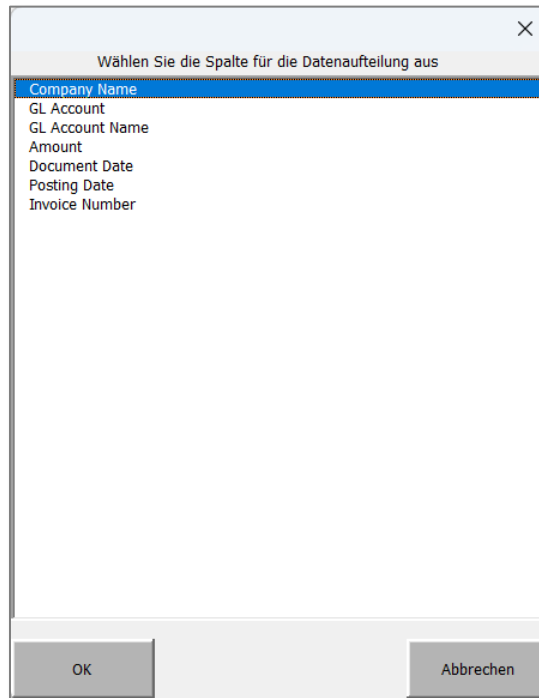 Wählen Sie die Spalte für die Datenaufteilung aus
Company Name
GL Account
GL Account Name
Amount
Document Date
Posting Date
Invoice Number
OK
Abbrechen